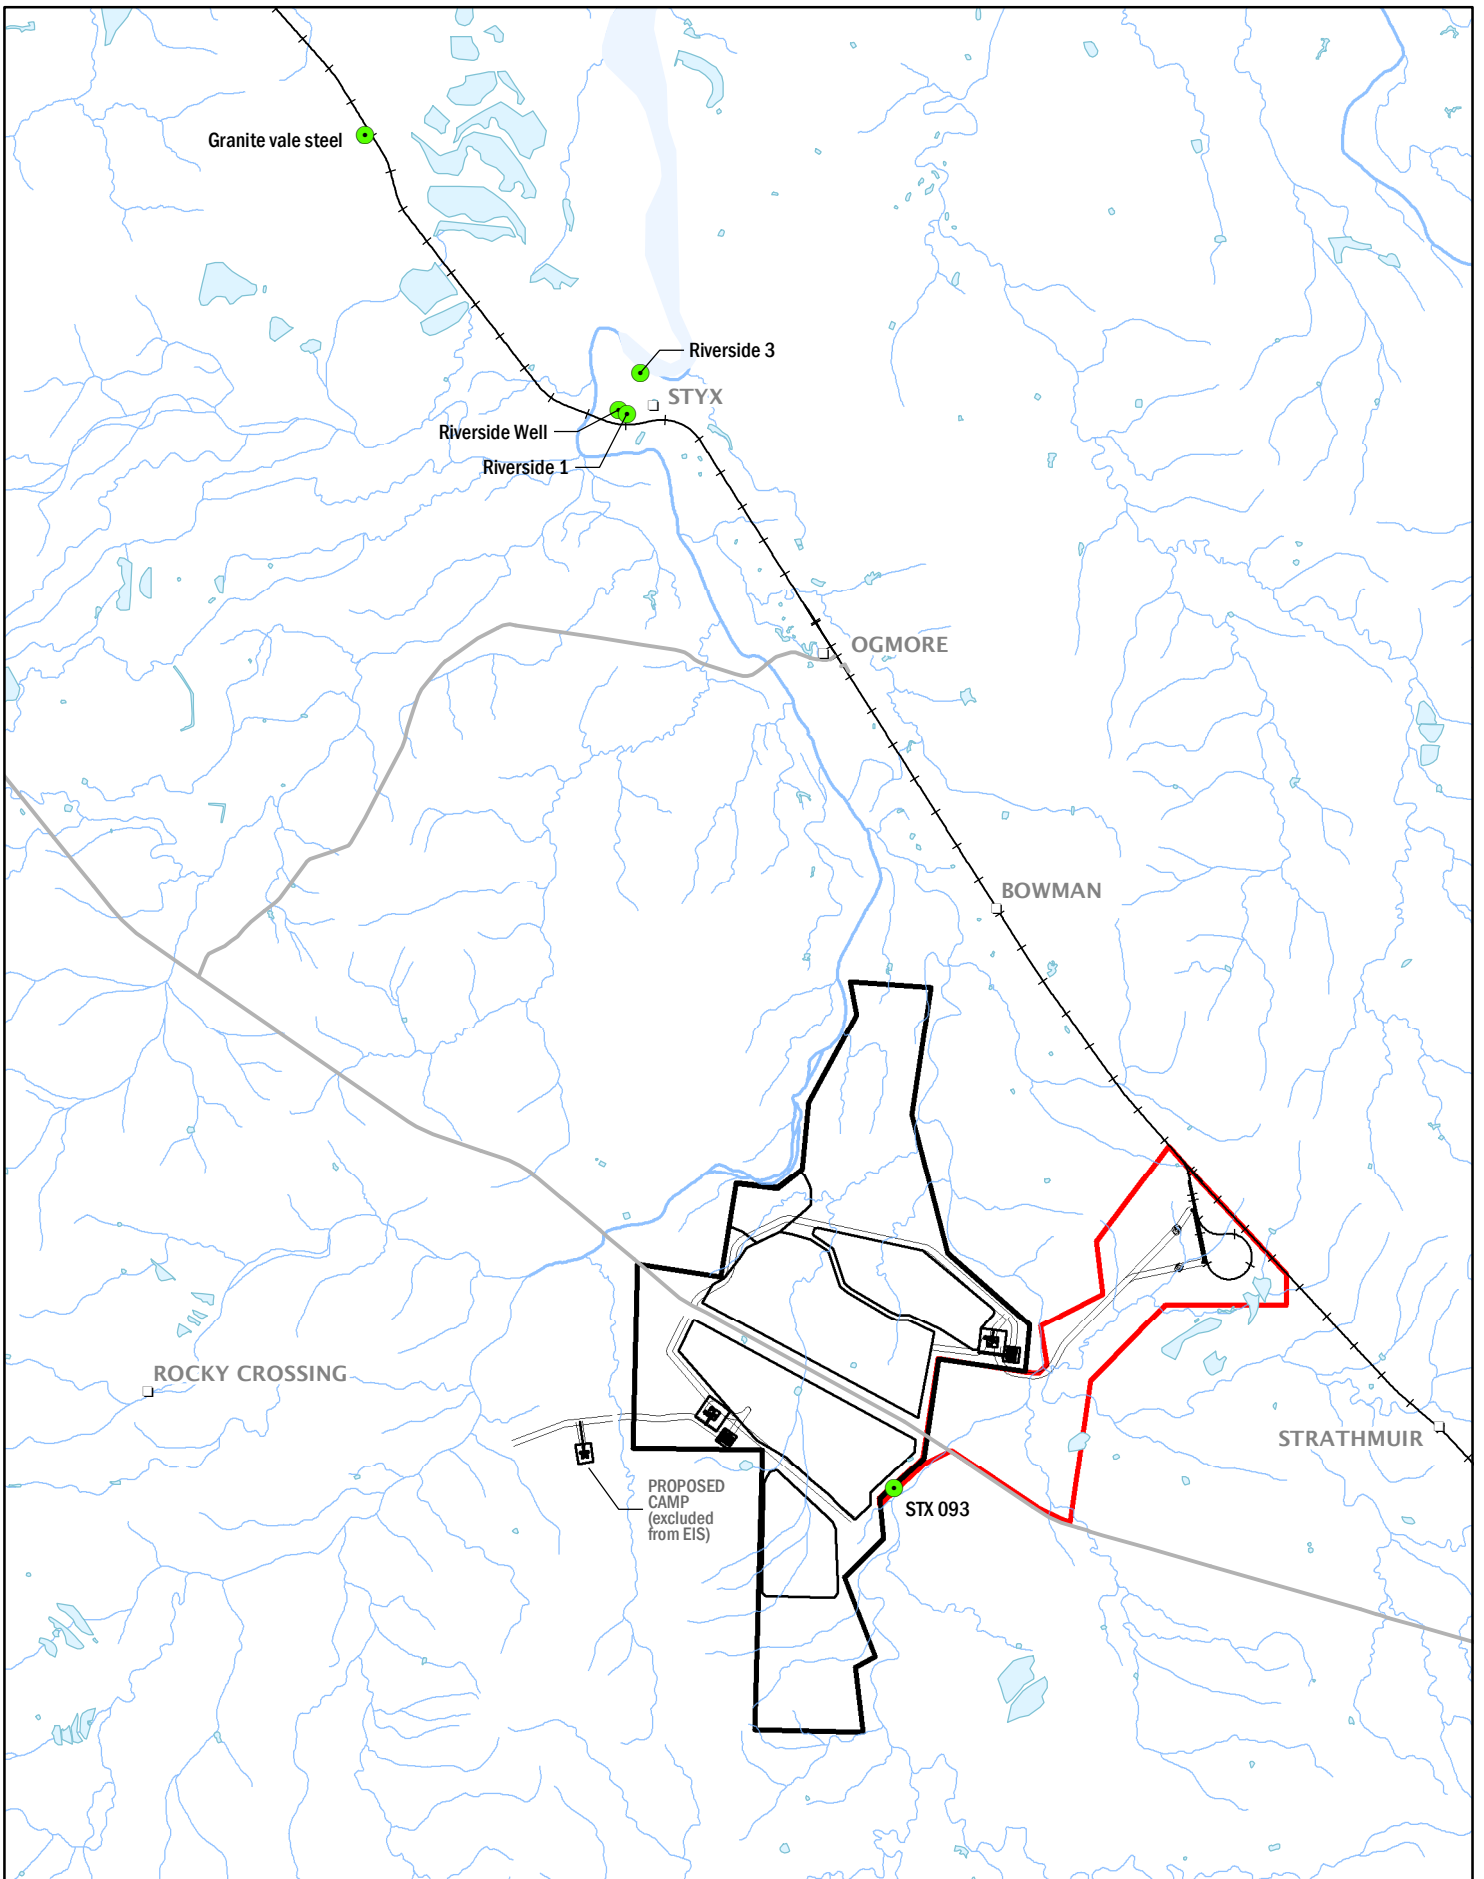 Granite vale steel
Riverside 3
STYX
Riverside Well
Riverside 1
OGMORE
BOWMAN
ROCKY CROSSING
STRATHMUIR
PROPOSED
CAMP
(excluded
from EIS)
STX 093